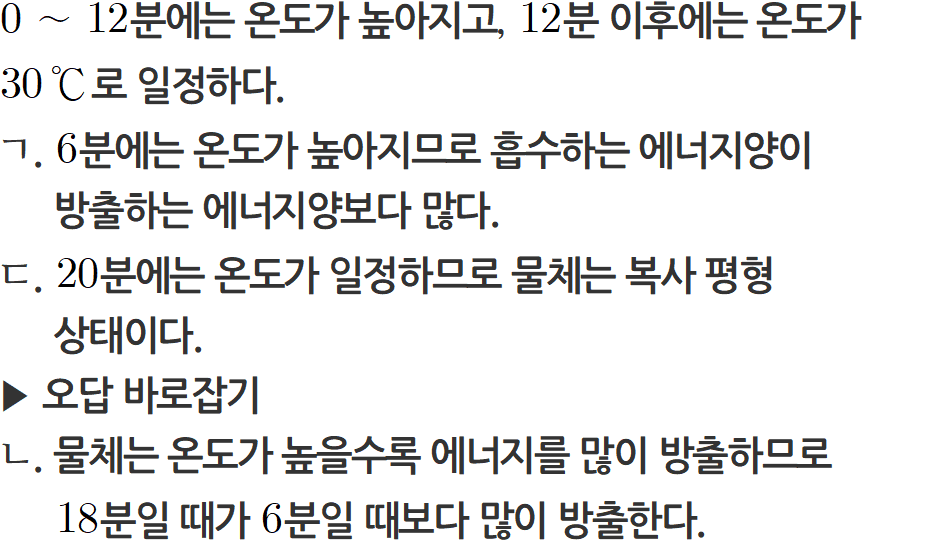 0 ~ 12분에는 온도가 높아지고, 12분 이후에는 온도가
30 ℃로 일정하다.
ㄱ. 6분에는 온도가 높아지므로 흡수하는 에너지양이
방출하는 에너지양보다 많다.
ㄷ. 20분에는 온도가 일정하므로 물체는 복사 평형
상태이다.
▶ 오답 바로잡기
ㄴ. 물체는 온도가 높을수록 에너지를 많이 방출하므로
18분일 때가 6분일 때보다 많이 방출한다.